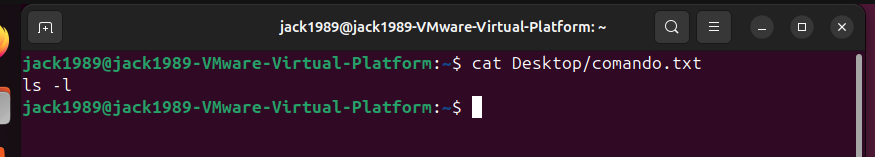 jack1989@jack1989-VMware-Virtual-Platform: ~
jack1989@jack1989-VMware-Virtual-Platform:~$ cat Desktop/comando.txt
ls -l
jack1989@jack1989-VMware-Virtual-Platform:~$